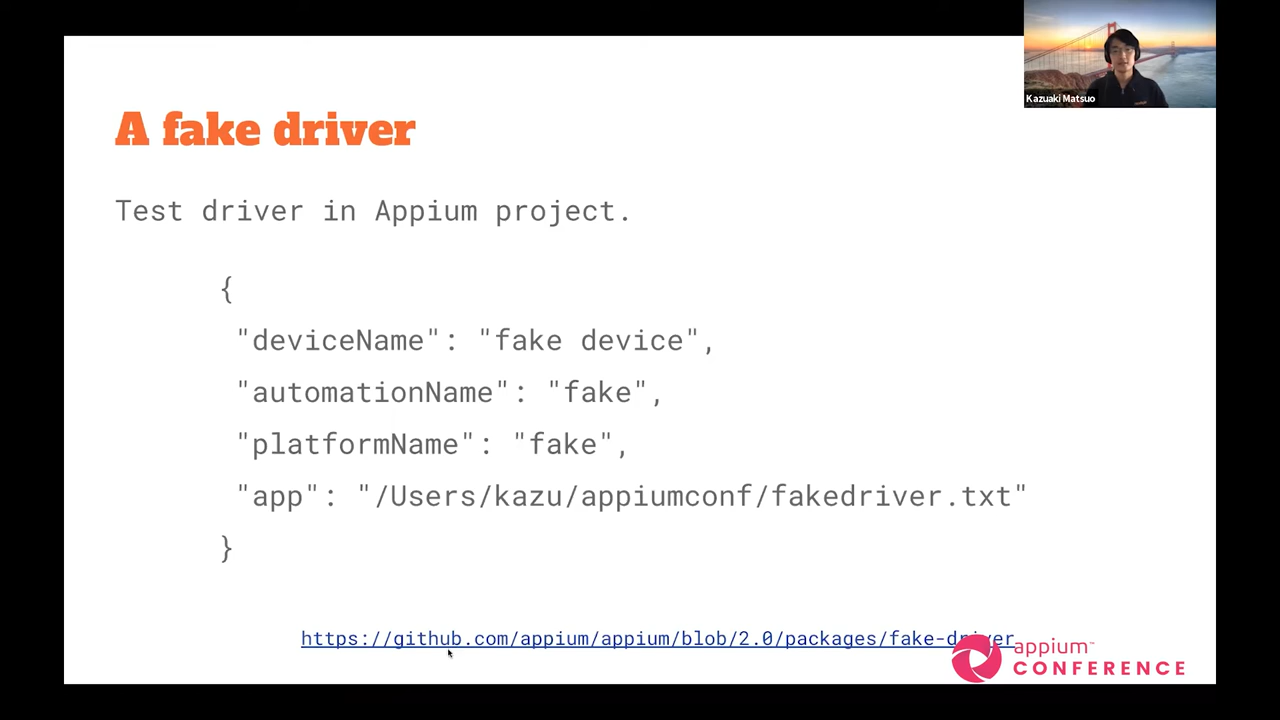 Kazuaki Matsuo
A fake driver
Test driver in Appium project.
{
"deviceName": "fake device",
"automationName": "fake",
"platformName": "fake",
"app": "/Users/kazu/appiumconf/fakedriver.txt"
}
https://github.com/appium/appium/blob/2.0/packages/fake-driver
appium™
CONFERENCE